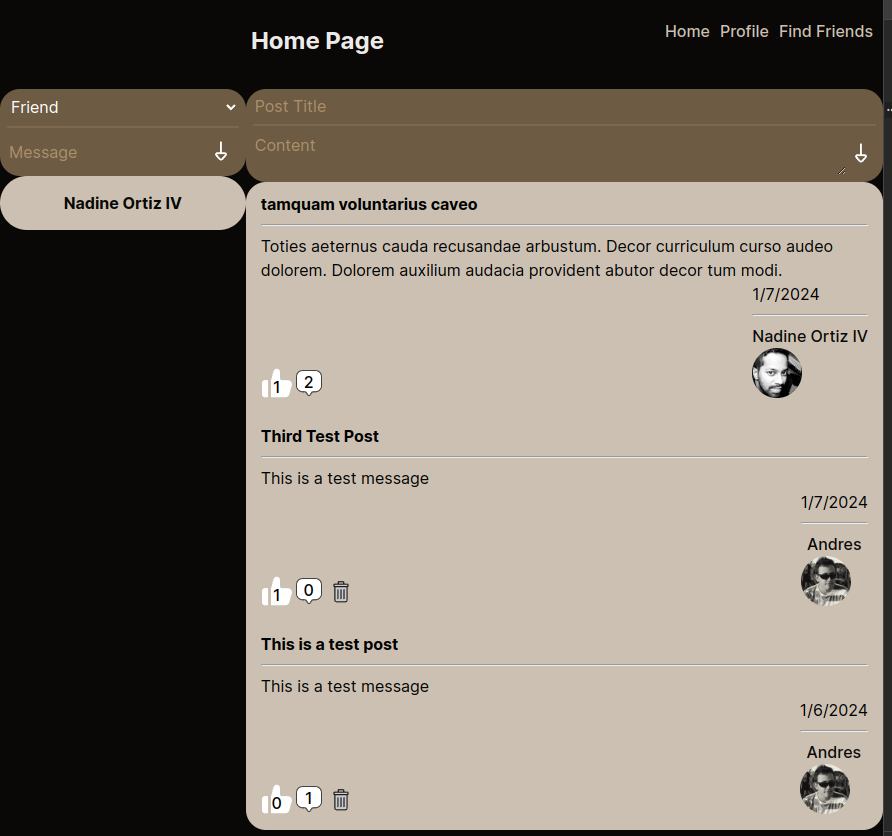 Home Page
Home Profile Find Friends
Friend
Message
Nadine Ortiz IV
Post Title
Content
tamquam voluntarius caveo
Toties aeternus cauda recusandae arbustum. Decor curriculum curso audeo
dolorem. Dolorem auxilium audacia provident abutor decor tum modi.
1/7/2024
Nadine Ortiz IV
1 2
Third Test Post
This is a test message
1/7/2024
Andres
1 0
This is a test post
This is a test message
1/6/2024
Andres
0 1